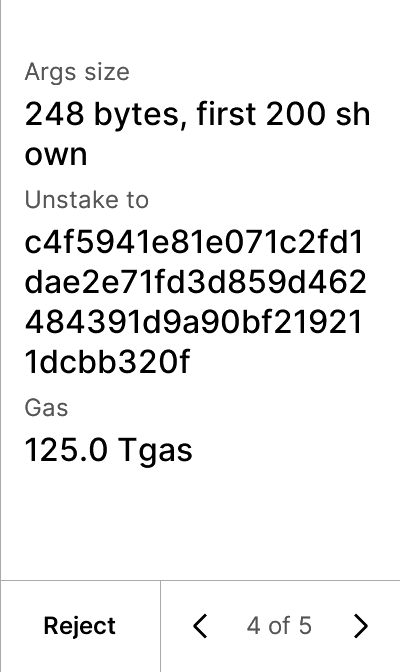 Args size
248 bytes, first 200 sh
own
Unstake to
c4f5941e81e071c2fd1
dae2e71fd3d859d462
484391d9a90bf21921
1dcbb320f
Gas
125.0 Tgas
Reject
4 of 5